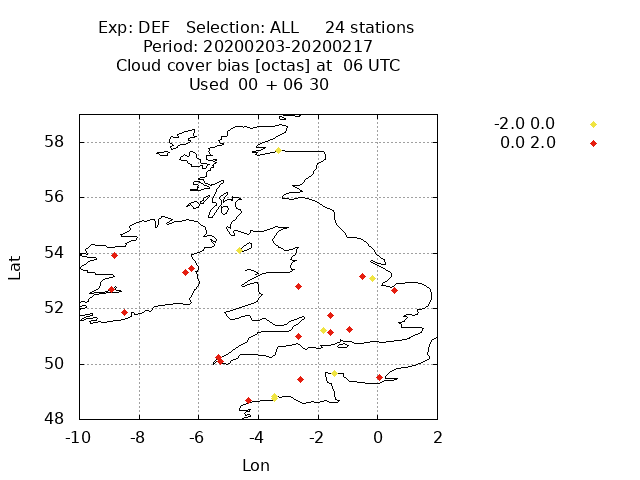 Exp: DEF   Selection: ALL     24 stations
Period: 20200203-20200217
Cloud cover bias [octas] at  06 UTC
Used  00  + 06 30
-2.0 0.0
0.0 2.0
58
56
54
52
50
48
Lat
-10 -8 -6 -4 -2 0 2
Lon